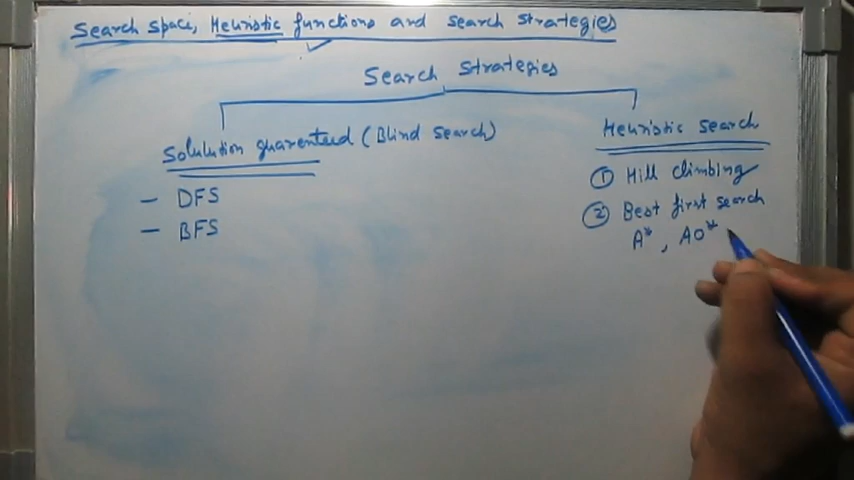 Search space, Heuristic functions and search strategies
Search strategies
Solulution guarenteed (Blind search)
- DFS
- BFS
Heuristic search
① Hill climbing
② Best first search
A*, AO*